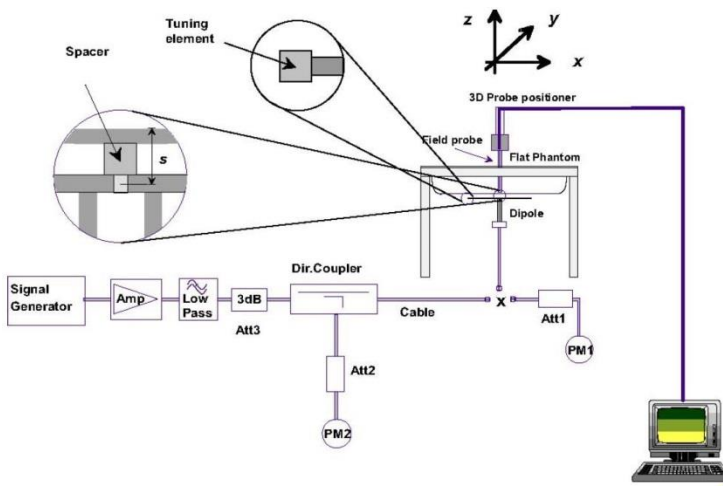 Tuning
element
Spacer
s
z
y
x
3D Probe positioner
Field probe
Flat Phantom
Dipole
Dir.Coupler
Signal
Generator
Amp
Low
Pass
3dB
Att3
Cable
x
Att1
PM1
Att2
PM2